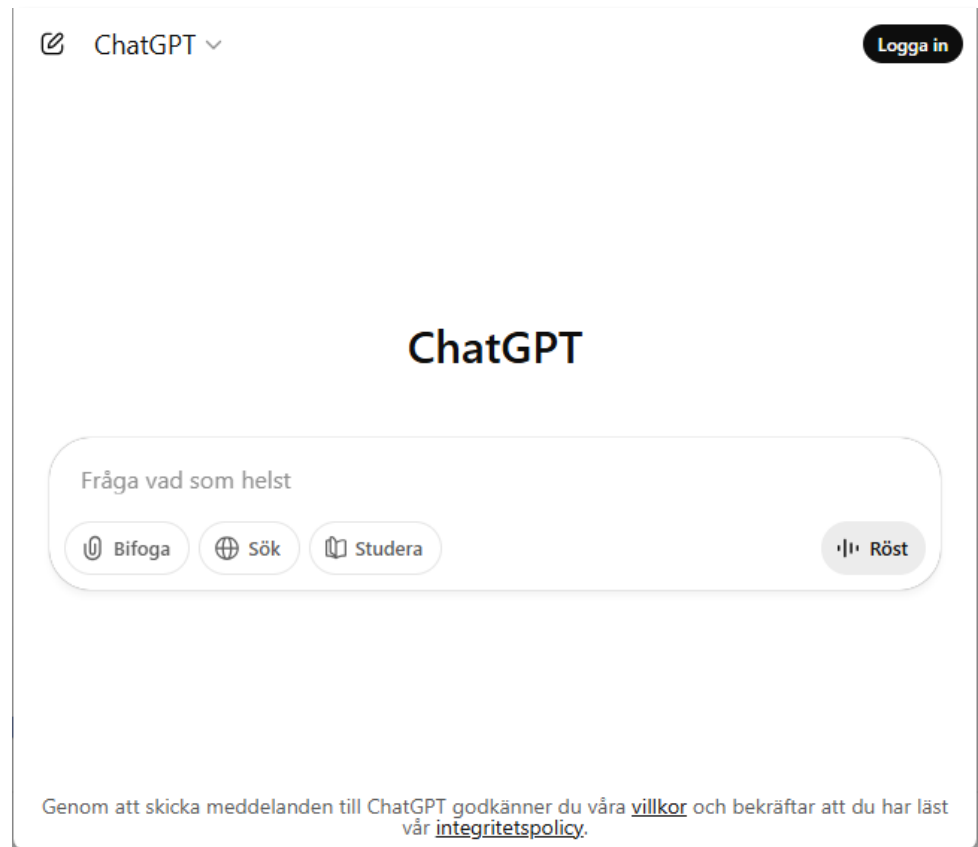 ChatGPT
Logga in
ChatGPT
Fråga vad som helst
Bifoga
Sök
Studera
Röst
Genom att skicka meddelanden till ChatGPT godkänner du våra villkor och bekräftar att du har läst
vår integritetspolicy.